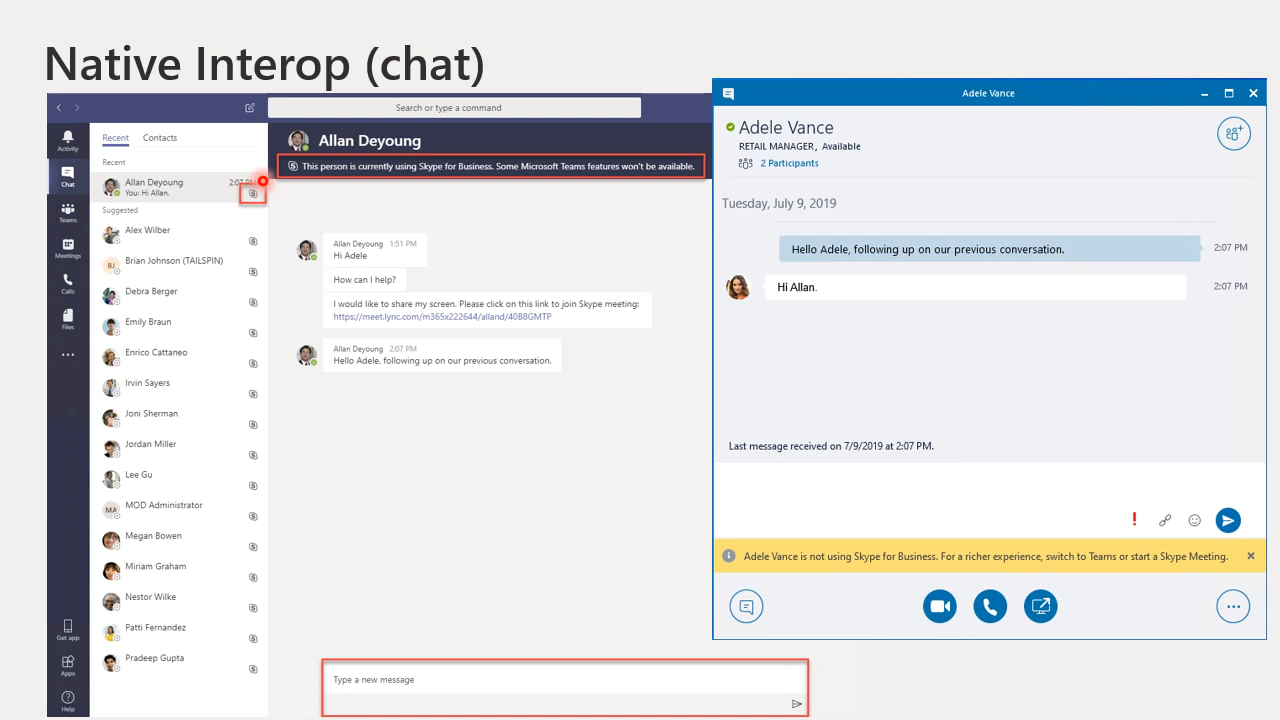 Native Interop (chat)
Search or type a command
Activity
Chat
Teams
Meetings
Calls
Files
Get app
Apps
Help
Recent
Contacts
Recent
Allan Deyoung
2:07 PM
You: Hi Allan.
Suggested
Alex Wilber
Brian Johnson (TAILSPIN)
BJ
Debra Berger
Emily Braun
Enrico Cattaneo
Irvin Sayers
Joni Sherman
Jordan Miller
Lee Gu
MOD Administrator
MA
Megan Bowen
Miriam Graham
Nestor Wilke
Patti Fernandez
Pradeep Gupta
Allan Deyoung
This person is currently using Skype for Business. Some Microsoft Teams features won't be available.
Allan Deyoung 1:51 PM
Hi Adele
How can I help?
I would like to share my screen. Please click on this link to join Skype meeting:
https://meet.lync.com/m365x222644/alland/40B8GMTP
Allan Deyoung 2:07 PM
Hello Adele, following up on our previous conversation.
Type a new message
Adele Vance
Adele Vance
RETAIL MANAGER, Available
2 Participants
Tuesday, July 9, 2019
Hello Adele, following up on our previous conversation.
2:07 PM
Hi Allan.
2:07 PM
Last message received on 7/9/2019 at 2:07 PM.
Adele Vance is not using Skype for Business. For a richer experience, switch to Teams or start a Skype Meeting.